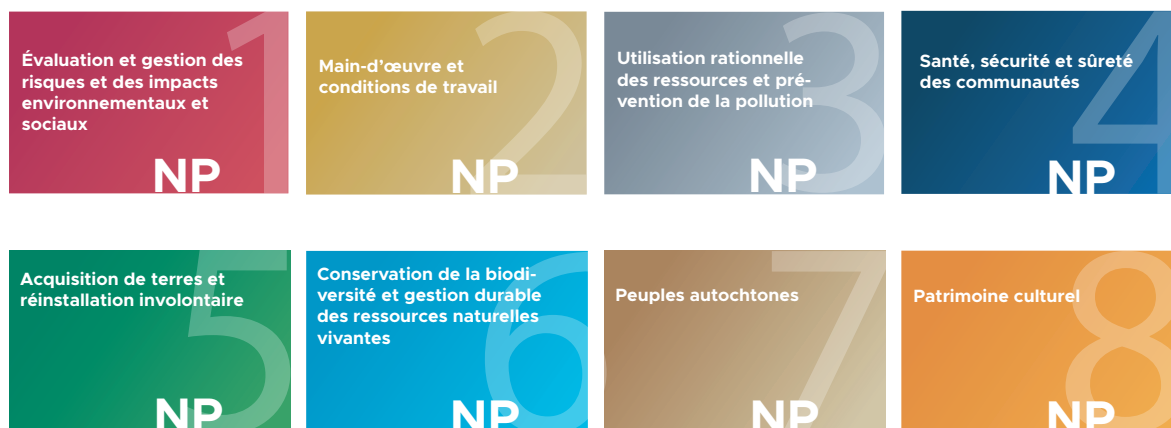 1
Évaluation et gestion des
risques et des impacts
environnementaux et
sociaux
NP
2
Main-d'œuvre et
conditions de travail
NP
3
Utilisation rationnelle
des ressources et pré-
vention de la pollution
NP
4
Santé, sécurité et sûreté
des communautés
NP
5
Acquisition de terres et
réinstallation involontaire
NP
6
Conservation de la biodi-
versité et gestion durable
des ressources naturelles
vivantes
NP
7
Peuples autochtones
NP
8
Patrimoine culturel
NP